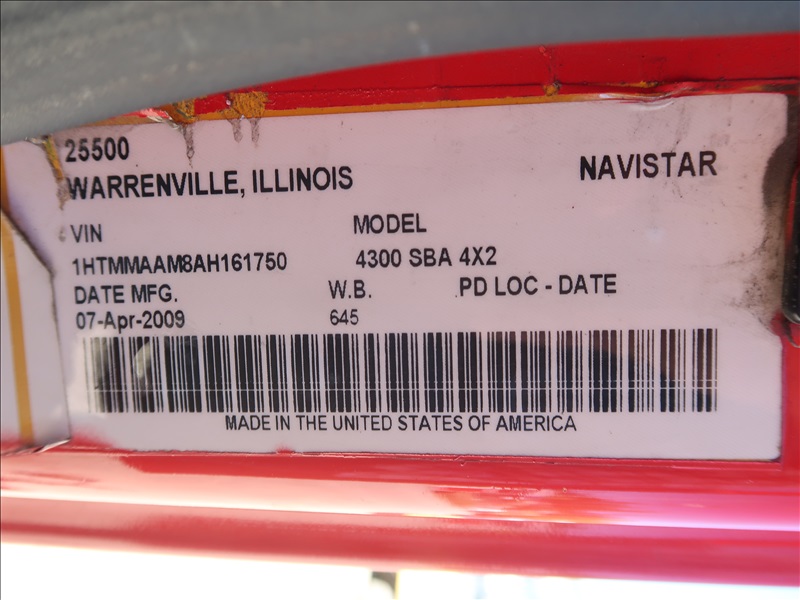 25500
WARRENVILLE, ILLINOIS
NAVISTAR
VIN
MODEL
1HTMMAAM8AH161750
4300 SBA 4X2
DATE MFG.
W.B.
PD LOC - DATE
07-Apr-2009
645
MADE IN THE UNITED STATES OF AMERICA